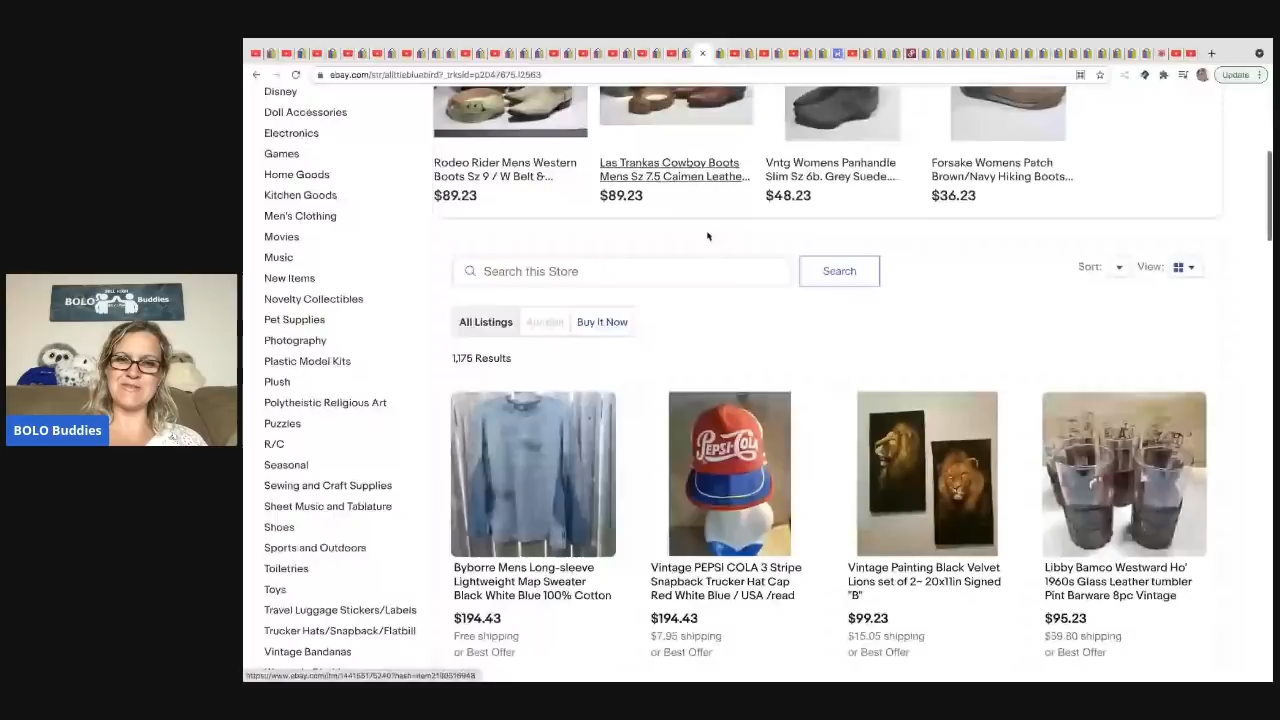 Update
ebay.com/str/alittlebluebird?_trksid=p2047675.l2563
Disney
Doll Accessories
Electronics
Games
Home Goods
Kitchen Goods
Men's Clothing
Movies
Music
New Items
Novelty Collectibles
Pet Supplies
Photography
Plastic Model Kits
Plush
Polytheistic Religious Art
Puzzles
R/C
Seasonal
Sewing and Craft Supplies
Sheet Music and Tablature
Shoes
Sports and Outdoors
Toiletries
Toys
Travel Luggage Stickers/Labels
Trucker Hats/Snapback/Flatbill
Vintage Bandanas
Rodeo Rider Mens Western
Boots Sz 9 / W Belt &...
$89.23
Las Trankas Cowboy Boots
Mens Sz 7.5 Caimen Leathe...
$89.23
Vntg Womens Panhandle
Slim Sz 6b. Grey Suede...
$48.23
Forsake Womens Patch
Brown/Navy Hiking Boots...
$36.23
Search this Store
Search
Sort:
View:
All Listings
Auction
Buy It Now
1,175 Results
PEPSI-COLA
Byborre Mens Long-sleeve
Lightweight Map Sweater
Black White Blue 100% Cotton
$194.43
Free shipping
or Best Offer
Vintage PEPSI COLA 3 Stripe
Snapback Trucker Hat Cap
Red White Blue / USA /read
$194.43
$7.95 shipping
or Best Offer
Vintage Painting Black Velvet
Lions set of 2~ 20x11in Signed
"B"
$99.23
$15.05 shipping
or Best Offer
Libby Bamco Westward Ho'
1960s Glass Leather tumbler
Pint Barware 8pc Vintage
$95.23
$59.80 shipping
or Best Offer
BOLO Buddies
BOLO Buddies